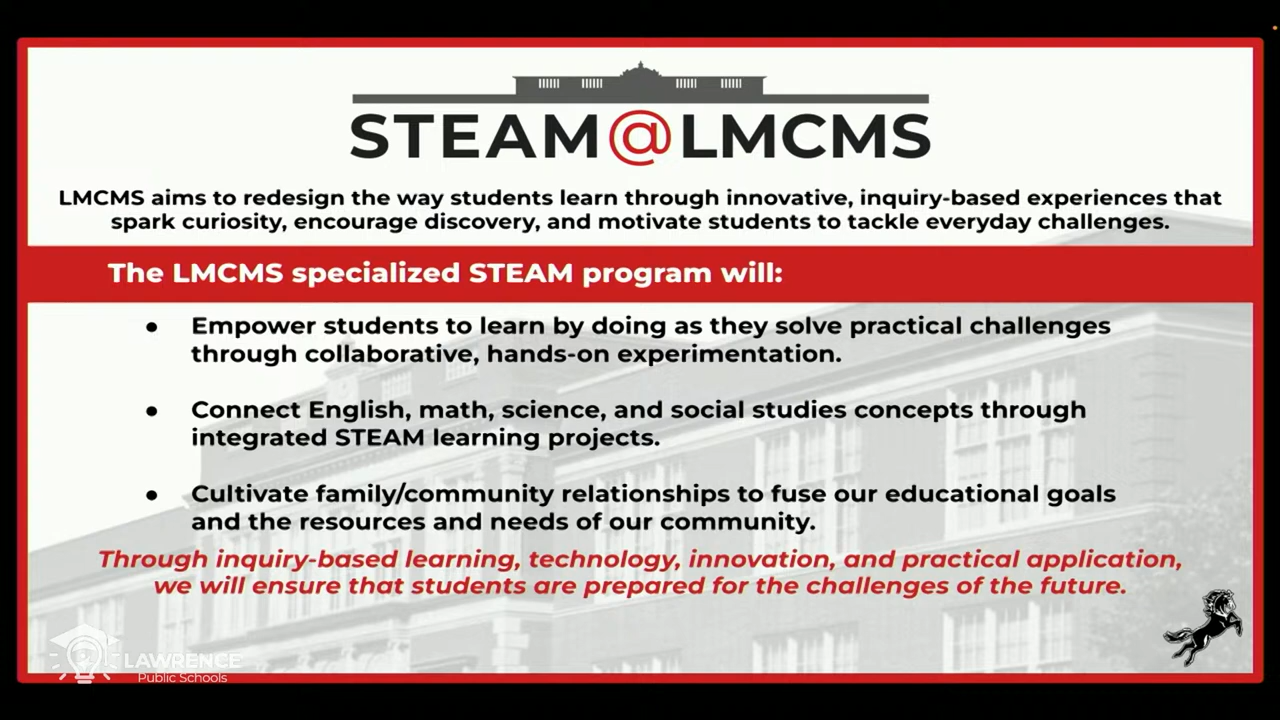 STEAM@LMCMS
LMCMS aims to redesign the way students learn through innovative, inquiry-based experiences that
spark curiosity, encourage discovery, and motivate students to tackle everyday challenges.
The LMCMS specialized STEAM program will:
● Empower students to learn by doing as they solve practical challenges
through collaborative, hands-on experimentation.
● Connect English, math, science, and social studies concepts through
integrated STEAM learning projects.
● Cultivate family/community relationships to fuse our educational goals
and the resources and needs of our community.
Through inquiry-based learning, technology, innovation, and practical application,
we will ensure that students are prepared for the challenges of the future.
LAWRENCE
Public Schools